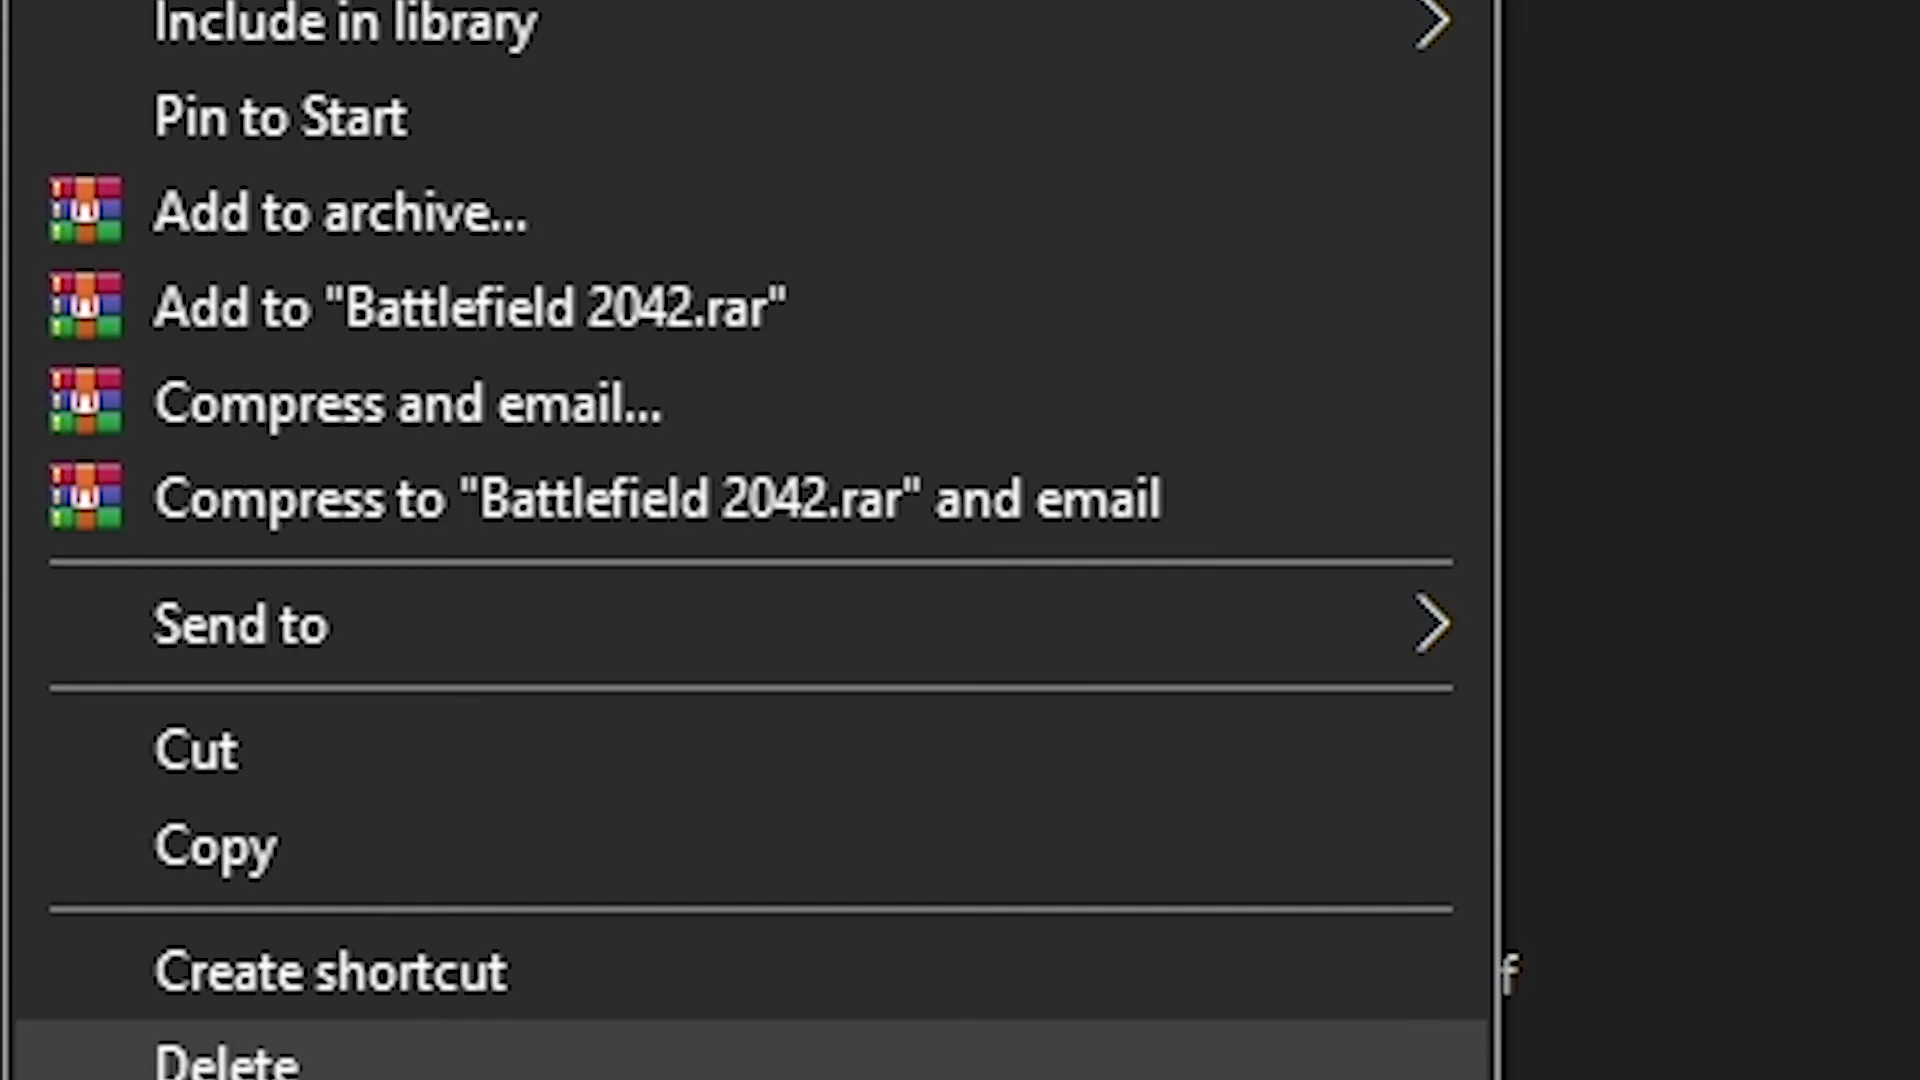 Include in library
Pin to Start
Add to archive...
Add to "Battlefield 2042.rar"
Compress and email...
Compress to "Battlefield 2042.rar" and email
Send to
Cut
Copy
Create shortcut
f
Delete